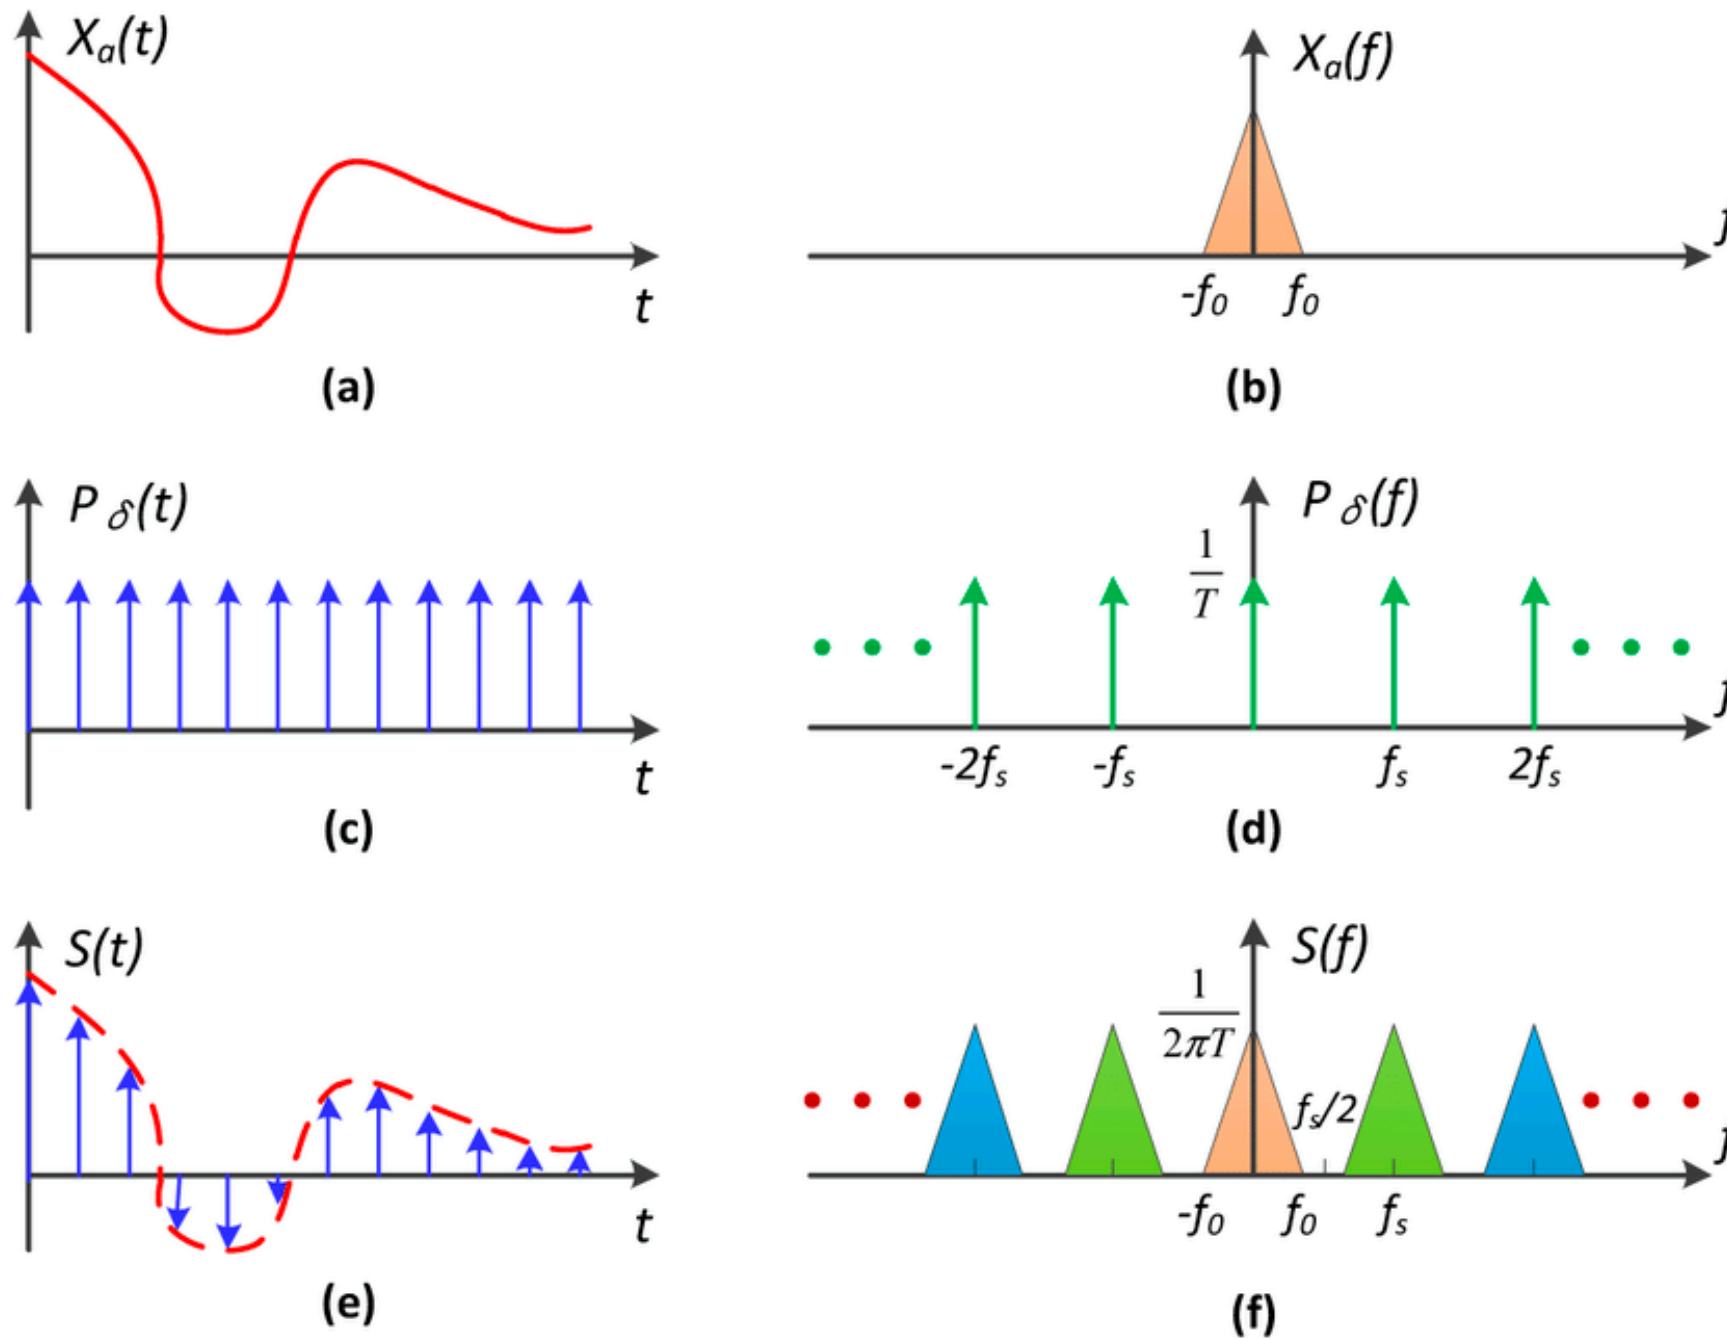 Xₐ(t)
t
(a)
Xₐ(f)
-f₀ f₀
(b)
P δ(t)
t
(c)
P δ(f)
1/T
-2fₛ -fₛ fₛ 2fₛ
(d)
S(t)
t
(e)
S(f)
1/2πT
fₛ/2
-f₀ f₀ fₛ
(f)